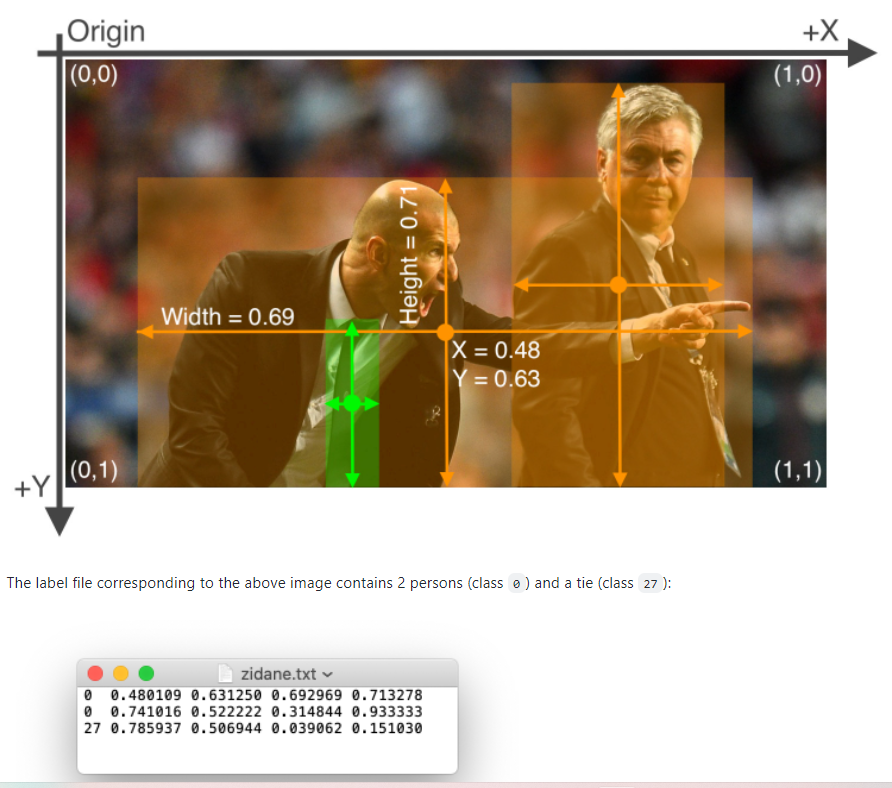 Origin
+X
(0,0)
(1,0)
Height = 0.71
Width = 0.69
X = 0.48
Y = 0.63
(0,1)
(1,1)
+Y
The label file corresponding to the above image contains 2 persons (class 0) and a tie (class 27):
zidane.txt
0 0.480109 0.631250 0.692969 0.713278
0 0.741016 0.522222 0.314844 0.933333
27 0.785937 0.506944 0.039062 0.151030